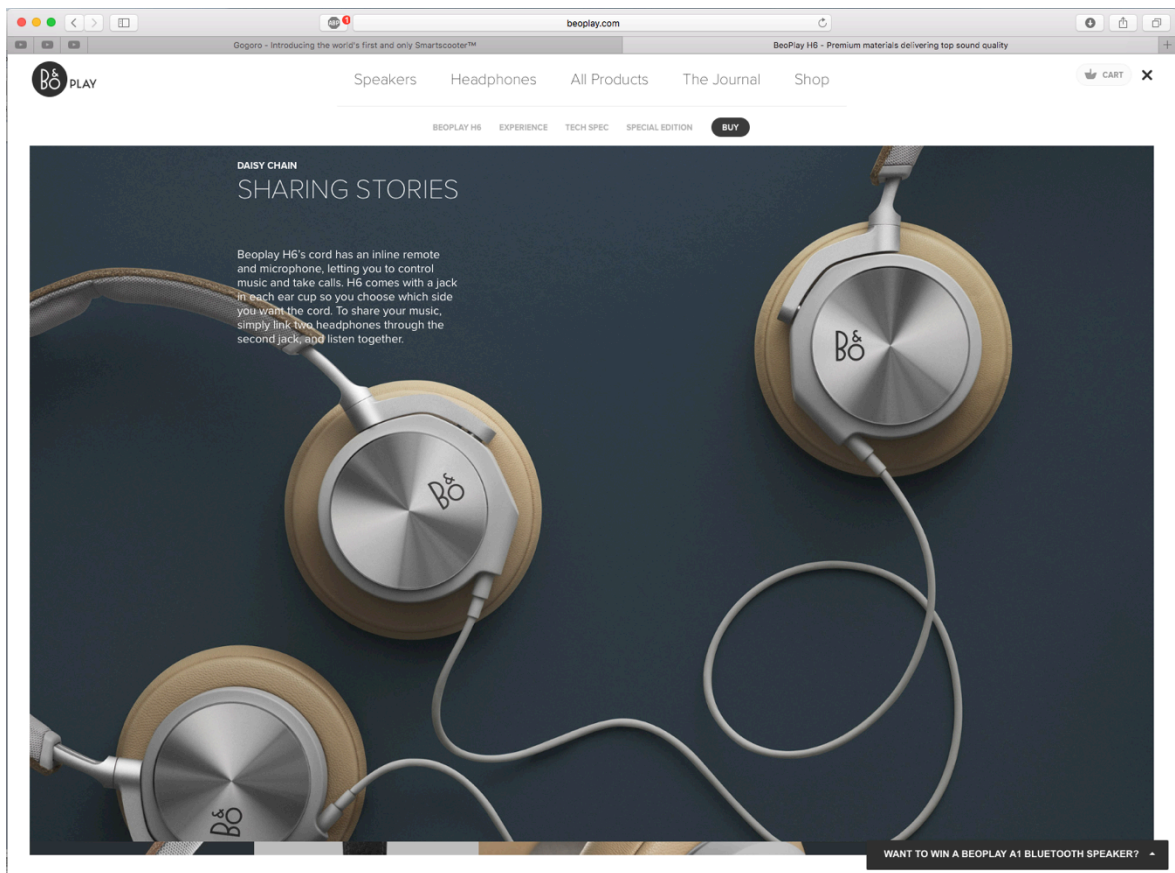 ABP
1
beoplay.com
Gogoro - Introducing the world's first and only Smartscooter™
BeoPlay H6 - Premium materials delivering top sound quality
B&O PLAY
Speakers
Headphones
All Products
The Journal
Shop
CART
BEOPLAY H6
EXPERIENCE
TECH SPEC
SPECIAL EDITION
BUY
DAISY CHAIN
SHARING STORIES
Beoplay H6's cord has an inline remote
and microphone, letting you to control
music and take calls. H6 comes with a jack
in each ear cup so you choose which side
you want the cord. To share your music,
simply link two headphones through the
second jack, and listen together.
B&O
B&O
B&O
WANT TO WIN A BEOPLAY A1 BLUETOOTH SPEAKER?